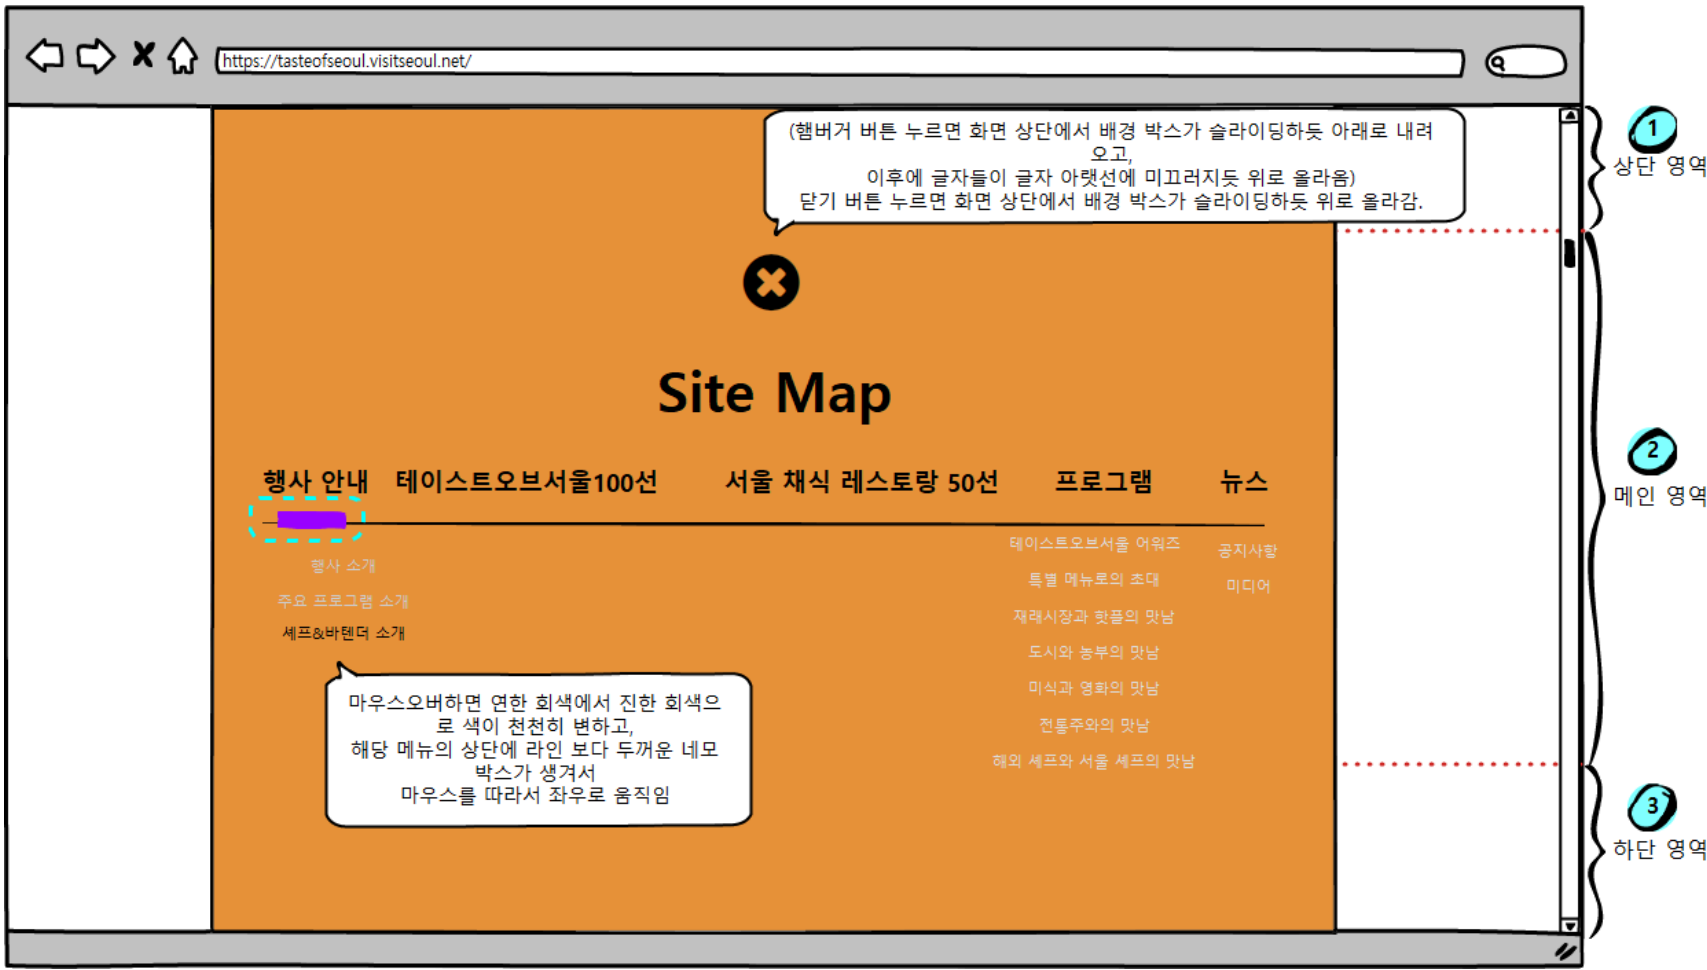 https://tasteofseoul.visitseoul.net/
(햄버거 버튼 누르면 화면 상단에서 배경 박스가 슬라이딩하듯 아래로 내려
오고,
이후에 글자들이 글자 아랫선에 미끄러지듯 위로 올라옴)
닫기 버튼 누르면 화면 상단에서 배경 박스가 슬라이딩하듯 위로 올라감.
1
상단 영역
Site Map
행사 안내 테이스트오브서울100선 서울 채식 레스토랑 50선 프로그램 뉴스
행사 소개
주요 프로그램 소개
셰프&바텐더 소개
테이스트오브서울 어워즈
특별 메뉴로의 초대
재래시장과 핫플의 맛남
도시와 농부의 맛남
미식과 영화의 맛남
전통주와의 맛남
해외 셰프와 서울 셰프의 맛남
공지사항
미디어
2
메인 영역
마우스오버하면 연한 회색에서 진한 회색으
로 색이 천천히 변하고,
해당 메뉴의 상단에 라인 보다 두꺼운 네모
박스가 생겨서
마우스를 따라서 좌우로 움직임
3
하단 영역